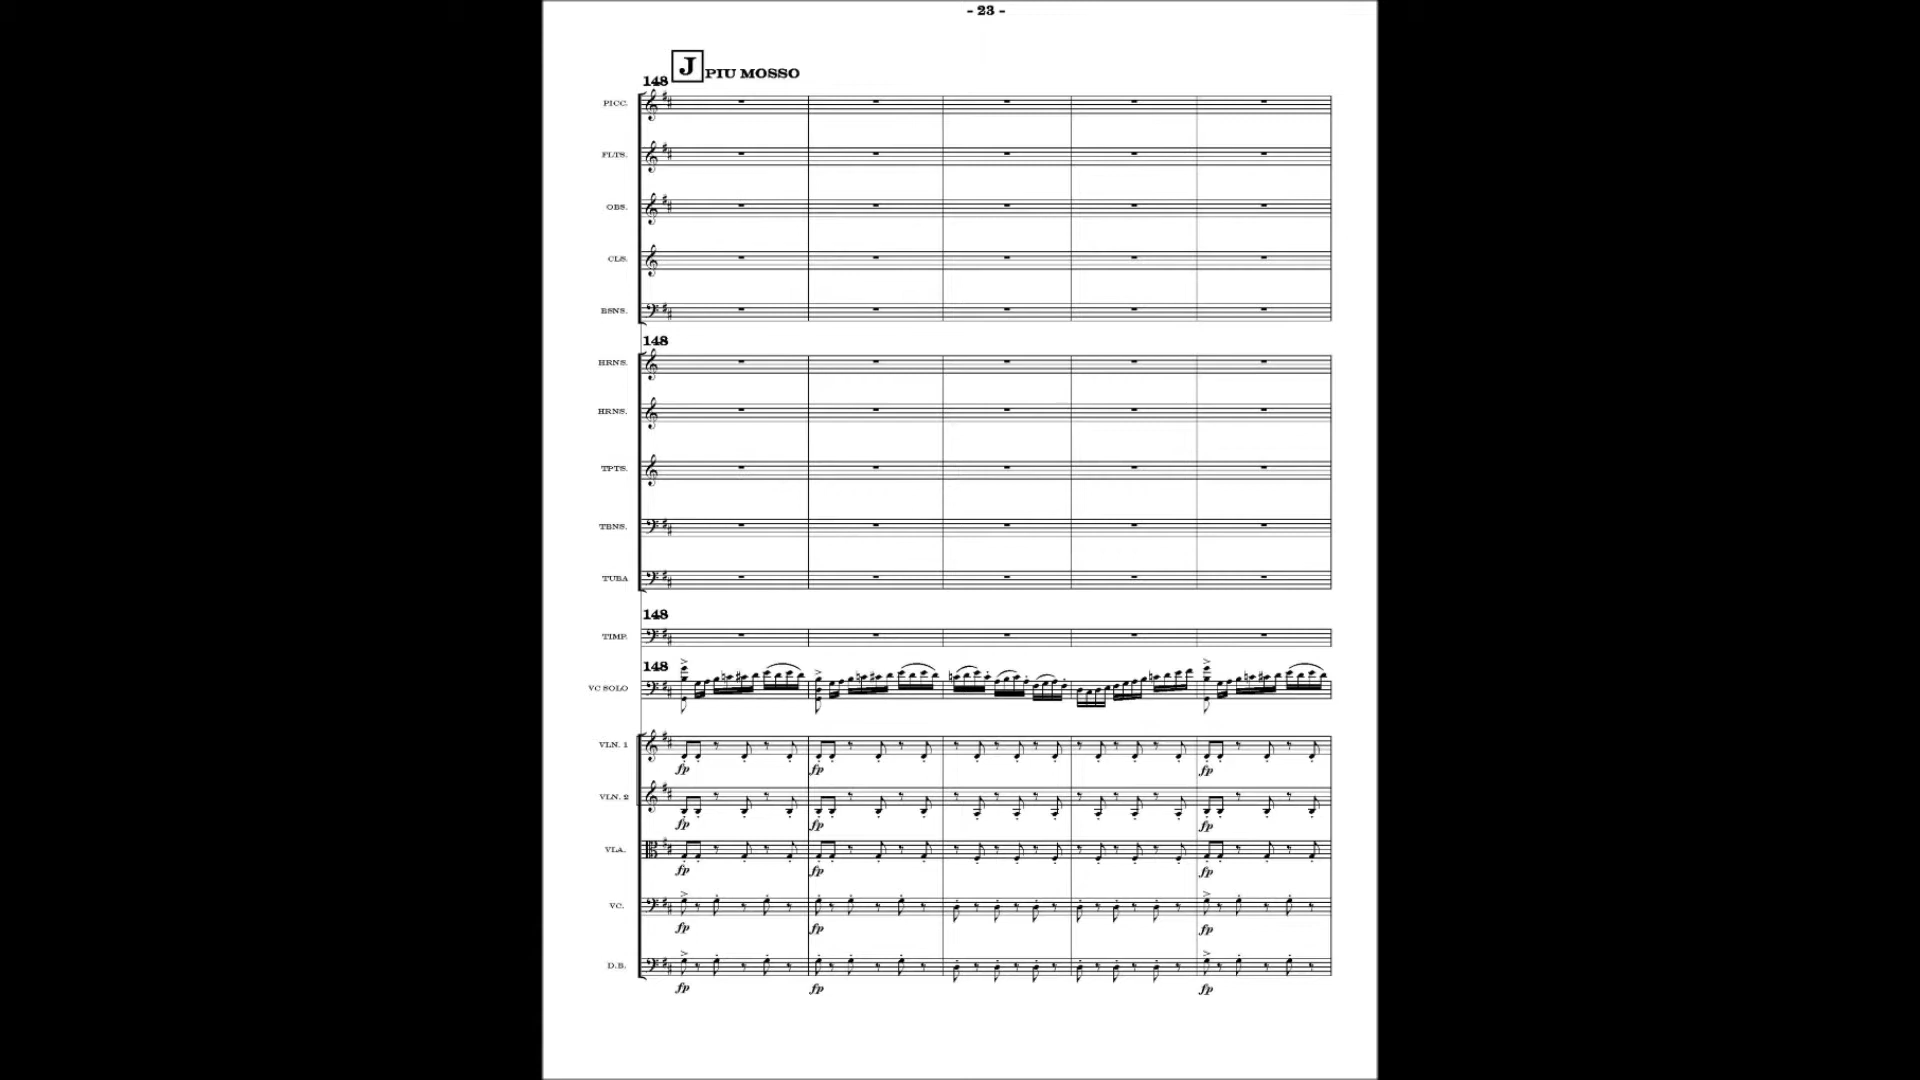 - 23 -
J PIU MOSSO
148
PICC.
FLTS.
OBS.
CLS.
BSNS.
148
HRNS.
HRNS.
TPTS.
TBNS.
TUBA
148
TIMP.
148
VC SOLO
VLN. 1
fp fp fp
VLN. 2
fp fp fp
VLA.
fp fp fp
VC.
fp fp fp
D.B.
fp fp fp